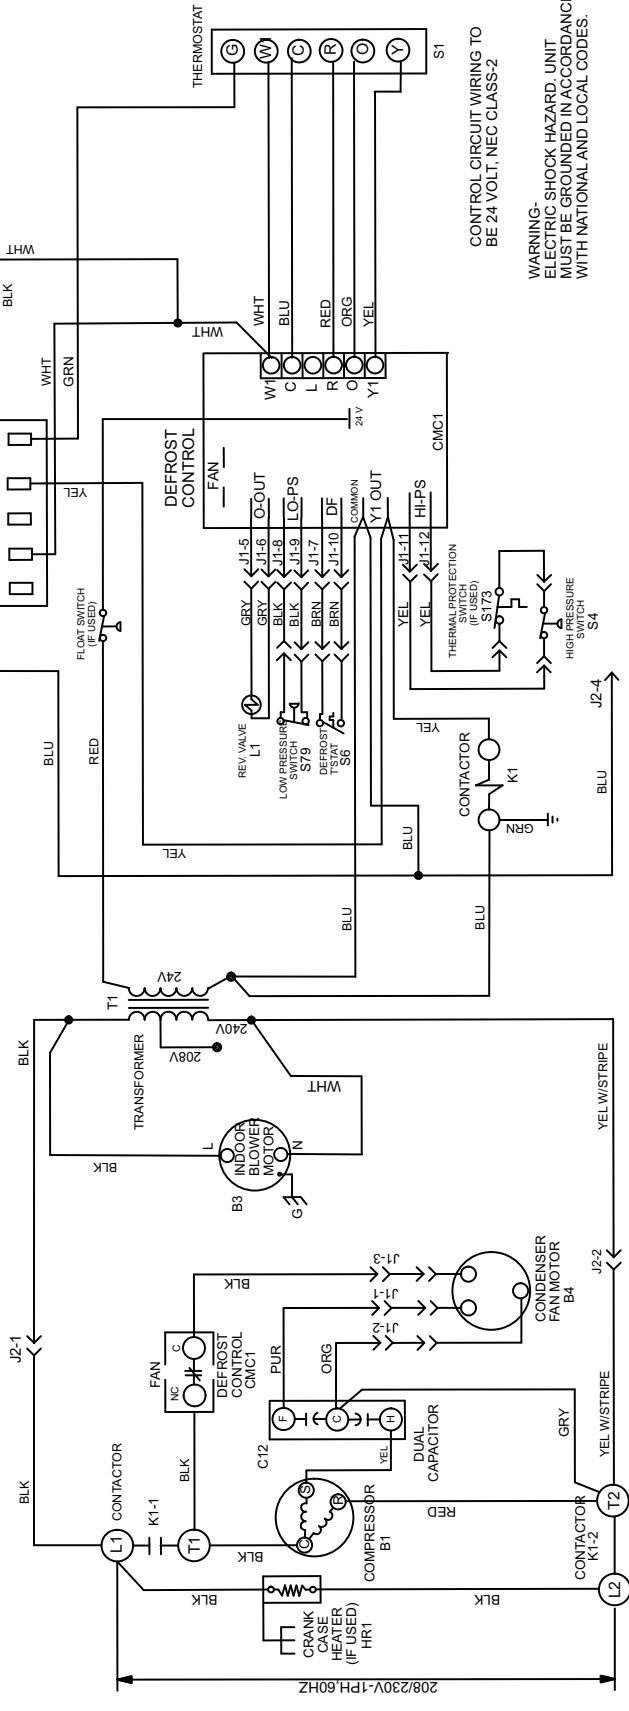 THERMOSTAT
G
W1
C
R
O
Y
S1
CONTROL CIRCUIT WIRING TO
BE 24 VOLT, NEC CLASS-2
WARNING-
ELECTRIC SHOCK HAZARD. UNIT
MUST BE GROUNDED IN ACCORDANC
WITH NATIONAL AND LOCAL CODES.
WHT
BLK
WHT
GRN
WHT
WHT
BLU
RED
ORG
YEL
YEL
DEFROST
CONTROL
FAN
W1
C
L
R
O
Y1
24 V
CMC1
O-OUT
LO-PS
DF
COMMON
Y1 OUT
HI-PS
J1-5
J1-6
J1-8
J1-9
J1-7
J1-10
J1-11
J1-12
GRY
GRY
BLK
BLK
BRN
BRN
YEL
YEL
FLOAT SWITCH
(IF USED)
REV. VALVE
L1
LOW PRESSURE
SWITCH
S79
DEFROST
T'STAT
S6
THERMAL PROTECTION
SWITCH
(IF USED)
S173
HIGH PRESSURE
SWITCH
S4
BLU
RED
YEL
YEL
BLU
BLU
CONTACTOR
K1
GRN
BLU
BLU
J2-4
T1
24V
240V
208V
TRANSFORMER
BLK
BLK
L
INDOOR
BLOWER
MOTOR
N
B3
G
WHT
YEL W/STRIPE
J2-1
J2-2
BLK
FAN
C
NC
DEFROST
CONTROL
CMC1
BLK
J1-3
J1-1
J1-2
CONDENSER
FAN MOTOR
B4
PUR
ORG
C12
F
C
H
DUAL
CAPACITOR
YEL
GRY
YEL W/STRIPE
CONTACTOR
L1
K1-1
T1
BLK
BLK
S
R
C
COMPRESSOR
B1
RED
CONTACTOR
K1-2
T2
L2
BLK
CRANK
CASE
HEATER
(IF USED)
HR1
BLK
208/230V-1PH,60HZ